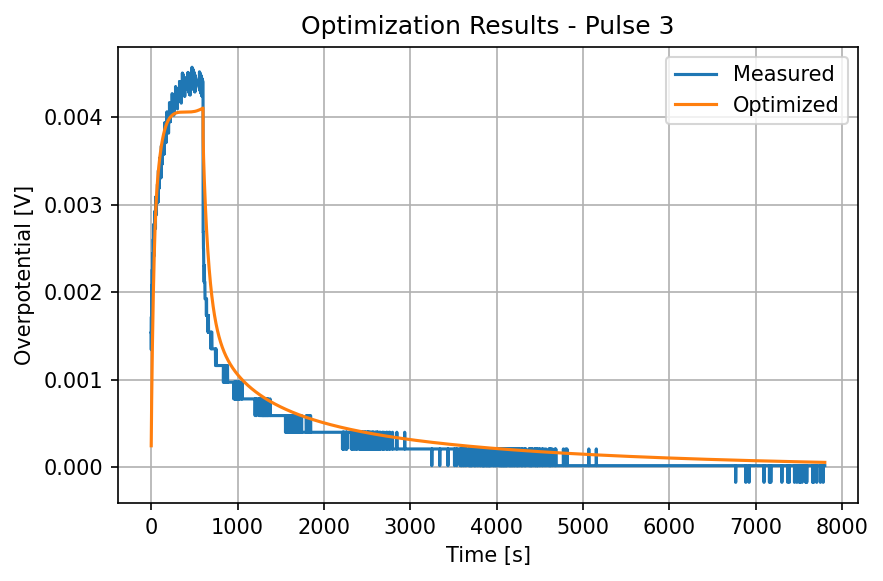 Optimization Results - Pulse 3
Measured
Optimized
Overpotential [V]
0.004
0.003
0.002
0.001
0.000
0 1000 2000 3000 4000 5000 6000 7000 8000
Time [s]